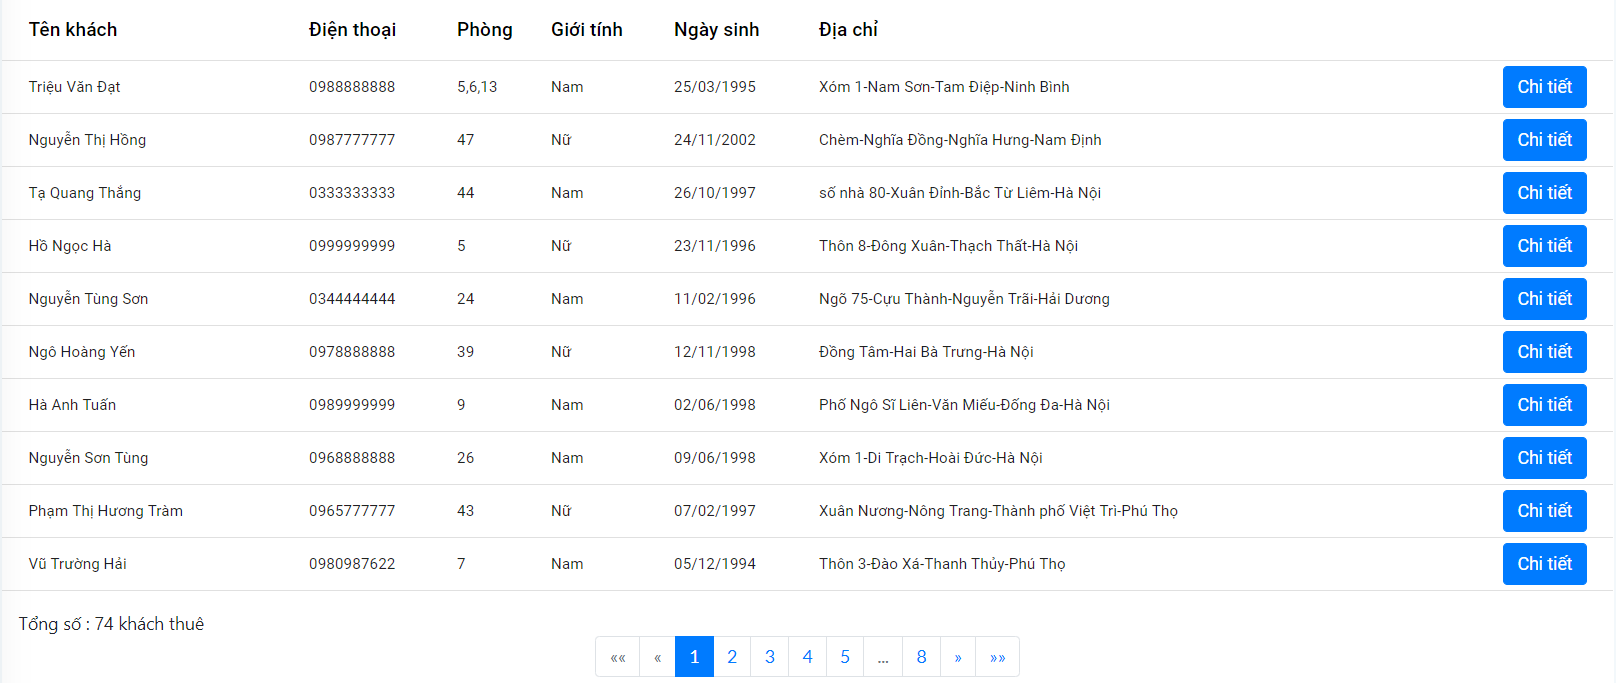 Tên khách Điện thoại Phòng Giới tính Ngày sinh Địa chỉ
Triệu Văn Đạt 0988888888 5,6,13 Nam 25/03/1995 Xóm 1-Nam Sơn-Tam Điệp-Ninh Bình Chi tiết
Nguyễn Thị Hồng 0987777777 47 Nữ 24/11/2002 Chèm-Nghĩa Đồng-Nghĩa Hưng-Nam Định Chi tiết
Tạ Quang Thắng 0333333333 44 Nam 26/10/1997 số nhà 80-Xuân Đỉnh-Bắc Từ Liêm-Hà Nội Chi tiết
Hồ Ngọc Hà 0999999999 5 Nữ 23/11/1996 Thôn 8-Đông Xuân-Thạch Thất-Hà Nội Chi tiết
Nguyễn Tùng Sơn 0344444444 24 Nam 11/02/1996 Ngõ 75-Cựu Thành-Nguyễn Trãi-Hải Dương Chi tiết
Ngô Hoàng Yến 0978888888 39 Nữ 12/11/1998 Đồng Tâm-Hai Bà Trưng-Hà Nội Chi tiết
Hà Anh Tuấn 0989999999 9 Nam 02/06/1998 Phố Ngô Sĩ Liên-Văn Miếu-Đống Đa-Hà Nội Chi tiết
Nguyễn Sơn Tùng 0968888888 26 Nam 09/06/1998 Xóm 1-Di Trạch-Hoài Đức-Hà Nội Chi tiết
Phạm Thị Hương Tràm 0965777777 43 Nữ 07/02/1997 Xuân Nương-Nông Trang-Thành phố Việt Trì-Phú Thọ Chi tiết
Vũ Trường Hải 0980987622 7 Nam 05/12/1994 Thôn 3-Đào Xá-Thanh Thủy-Phú Thọ Chi tiết
Tổng số : 74 khách thuê
«« « 1 2 3 4 5 ... 8 » »»